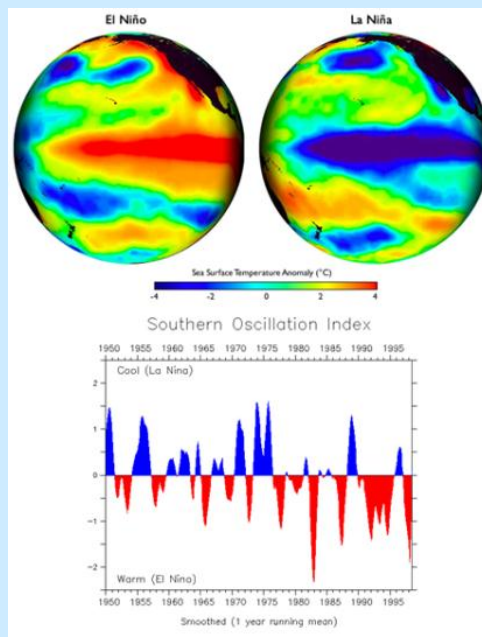 El Niño
La Niña
Sea Surface Temperature Anomaly (°C)
-4 -2 0 2 4
Southern Oscillation Index
1950 1955 1960 1965 1970 1975 1980 1985 1990 1995
Cool (La Nina)
2
1
0
-1
-2
Warm (El Nino)
1950 1955 1960 1965 1970 1975 1980 1985 1990 1995
Smoothed (1 year running mean)